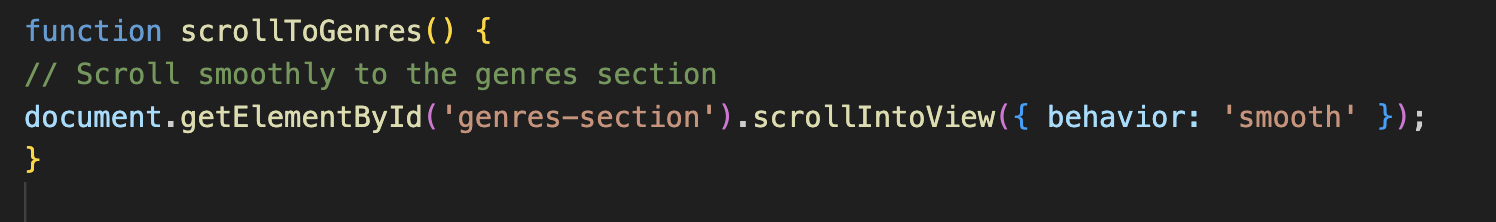 function scrollToGenres() {
// Scroll smoothly to the genres section
document.getElementById('genres-section').scrollIntoView({ behavior: 'smooth' });
}